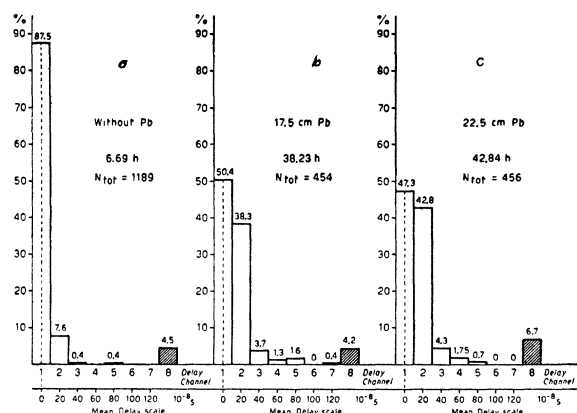 % % %
a b c
Without Pb 17,5 cm Pb 22,5 cm Pb
6.69 h 38,23 h 42,84 h
N tot = 1189 N tot = 454 N tot = 456
90 90 90
80 80 80
70 70 70
60 60 60
50 50 50
40 40 40
30 30 30
20 20 20
10 10 10
87,5 7.6 0.4 0.4 4.5
50,4 38,3 3,7 1.3 1 6 0 0,4 4,2
47,3 42,8 4,3 1,75 0.7 0 0 6,7
1 2 3 4 5 6 7 8 Delay Channel
1 2 3 4 5 6 7 8 Delay Channel
1 2 3 4 5 6 7 8 Delay Channel
0 20 40 60 80 100 120 10⁻⁸ s
0 20 40 60 80 100 120 10⁻⁸ s
0 20 40 60 80 100 120 10⁻⁸ s
Mean Delay scale Mean Delay scale Mean Delay scale